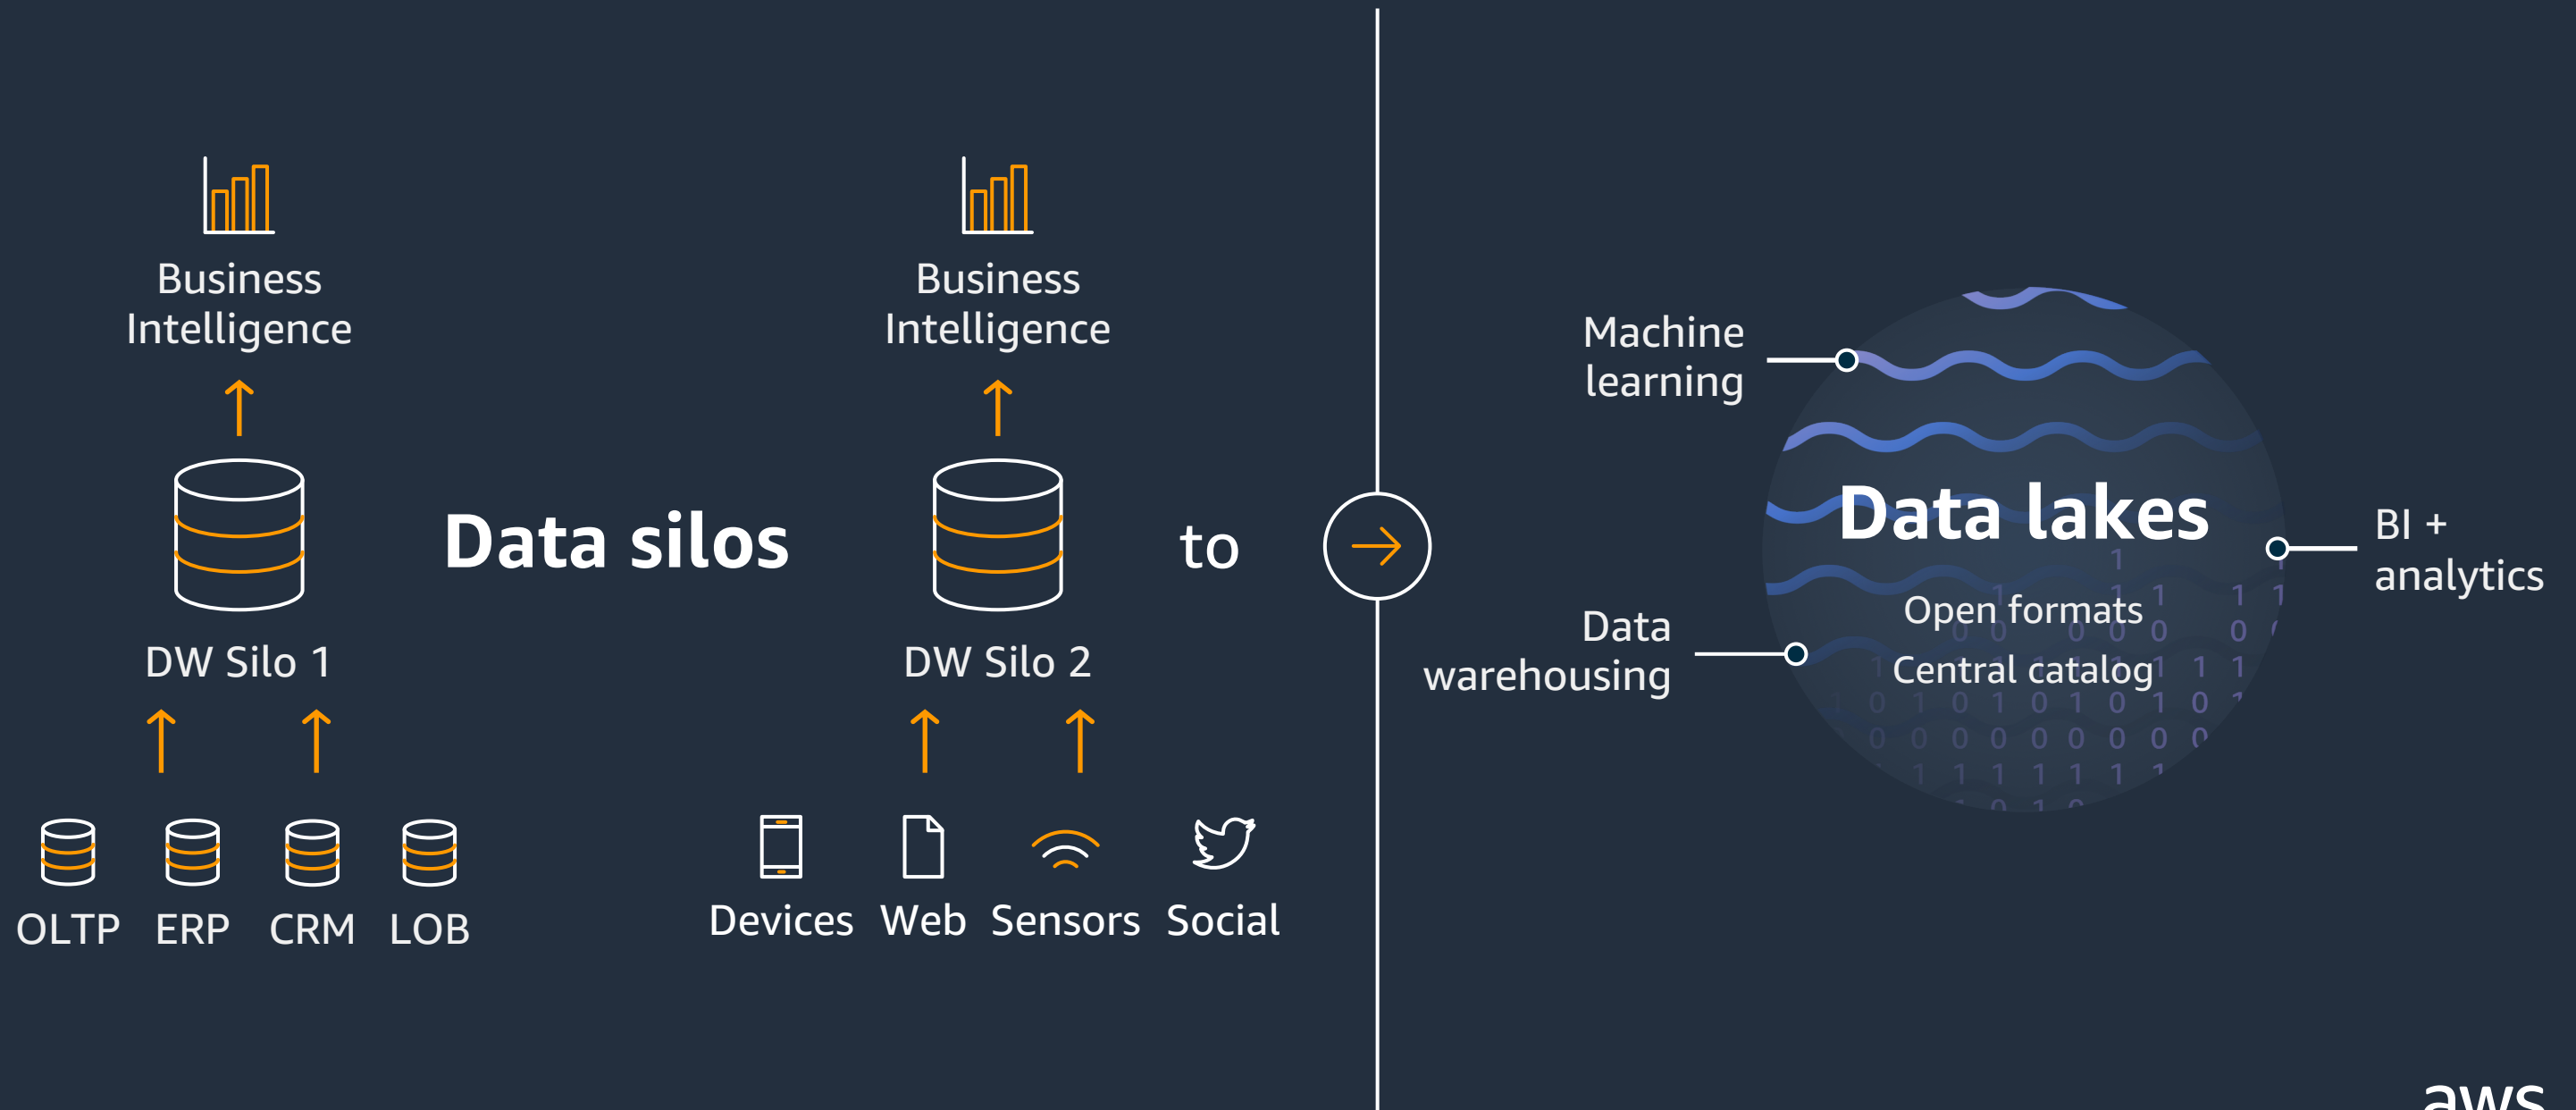 Business
Intelligence
Business
Intelligence
Data silos
to
DW Silo 1
DW Silo 2
OLTP
ERP
CRM
LOB
Devices
Web
Sensors
Social
Machine
learning
Data lakes
BI +
analytics
Open formats
Central catalog
Data
warehousing
aws